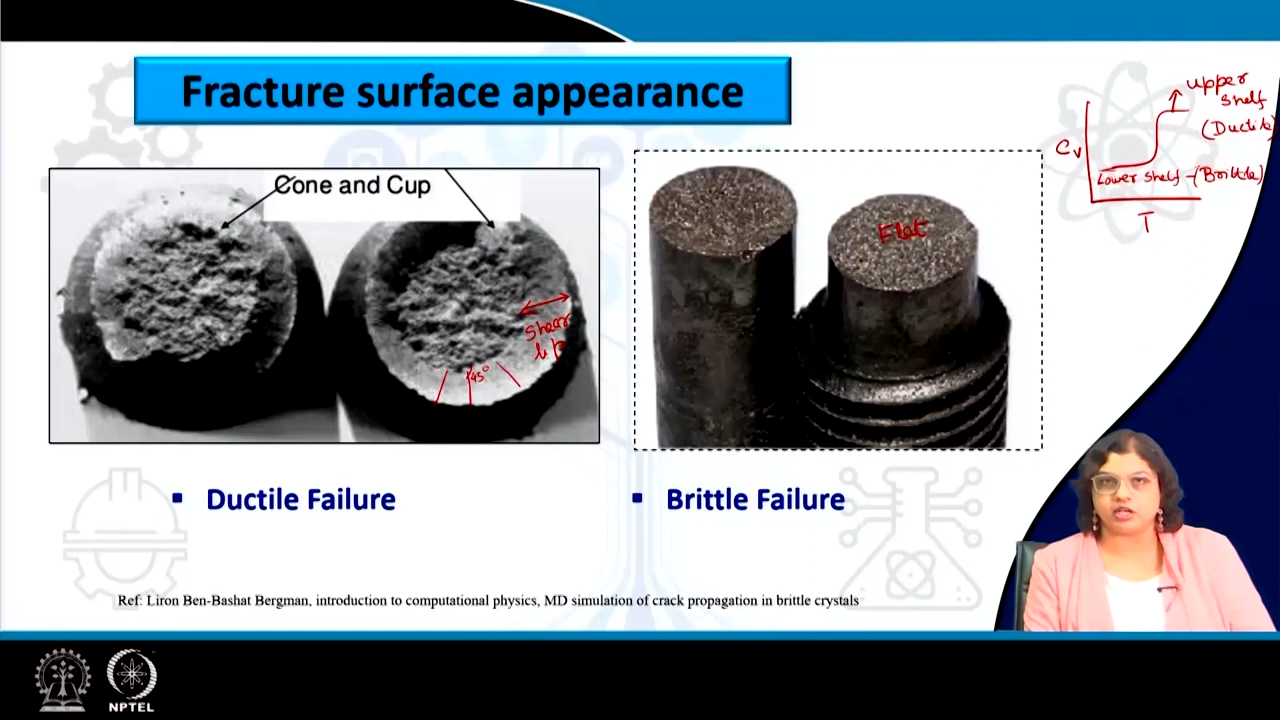 Fracture surface appearance
Upper
shelf
(Ductile)
Cv
Lower shelf - (Brittle)
T
Cone and Cup
Shear
lip
45°
Flat
▪ Ductile Failure
▪ Brittle Failure
Ref: Liron Ben-Bashat Bergman, introduction to computational physics, MD simulation of crack propagation in brittle crystals
NPTEL